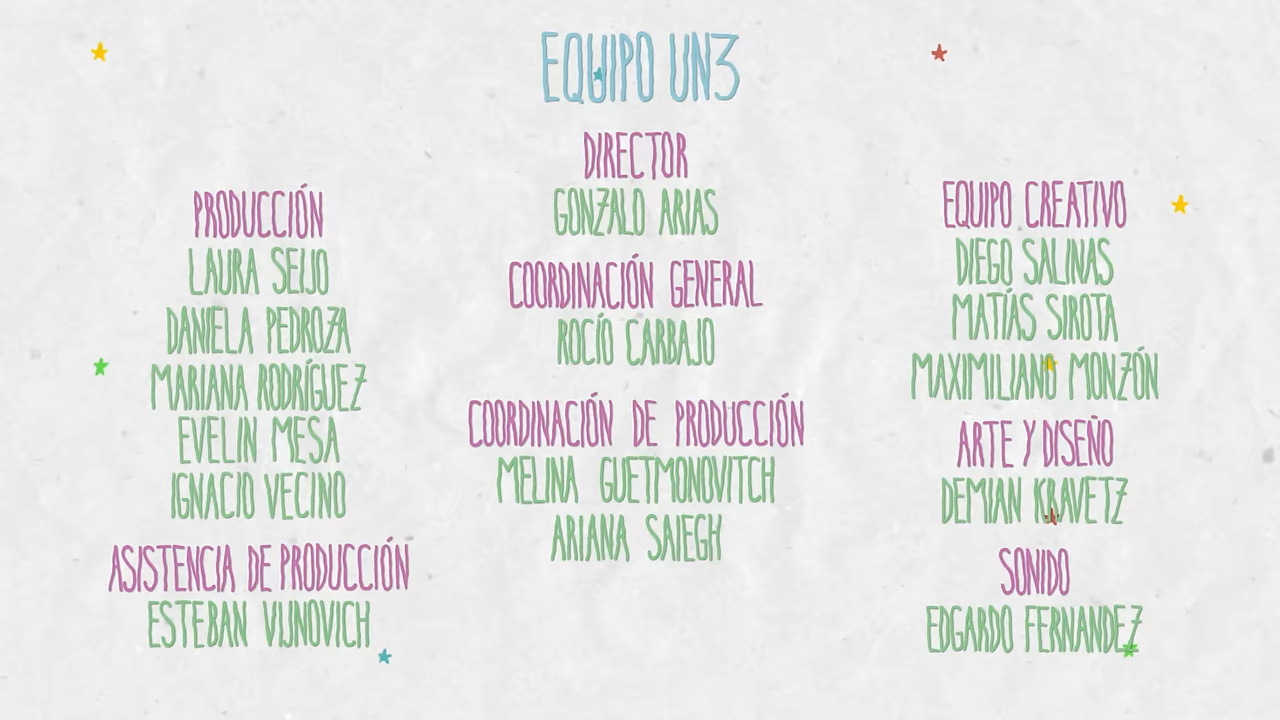 EQUIPO UN3
PRODUCCIÓN
LAURA SEIJO
DANIELA PEDROZA
MARIANA RODRÍGUEZ
EVELIN MESA
IGNACIO VECINO
ASISTENCIA DE PRODUCCIÓN
ESTEBAN VIJNOVICH
DIRECTOR
GONZALO ARIAS
COORDINACIÓN GENERAL
ROCÍO CARBAJO
COORDINACIÓN DE PRODUCCIÓN
MELINA GUETMONOVITCH
ARIANA SAIEGH
EQUIPO CREATIVO
DIEGO SALINAS
MATÍAS SIROTA
MAXIMILIANO MONZÓN
ARTE Y DISEÑO
DEMIAN KRAVETZ
SONIDO
EDGARDO FERNANDEZ